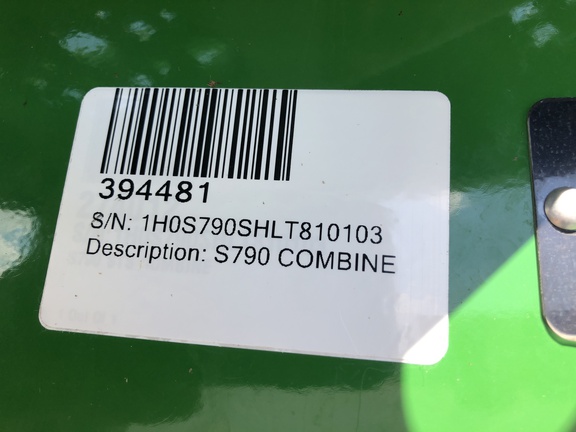 394481
S/N: 1H0S790SHLT810103
Description: S790 COMBINE